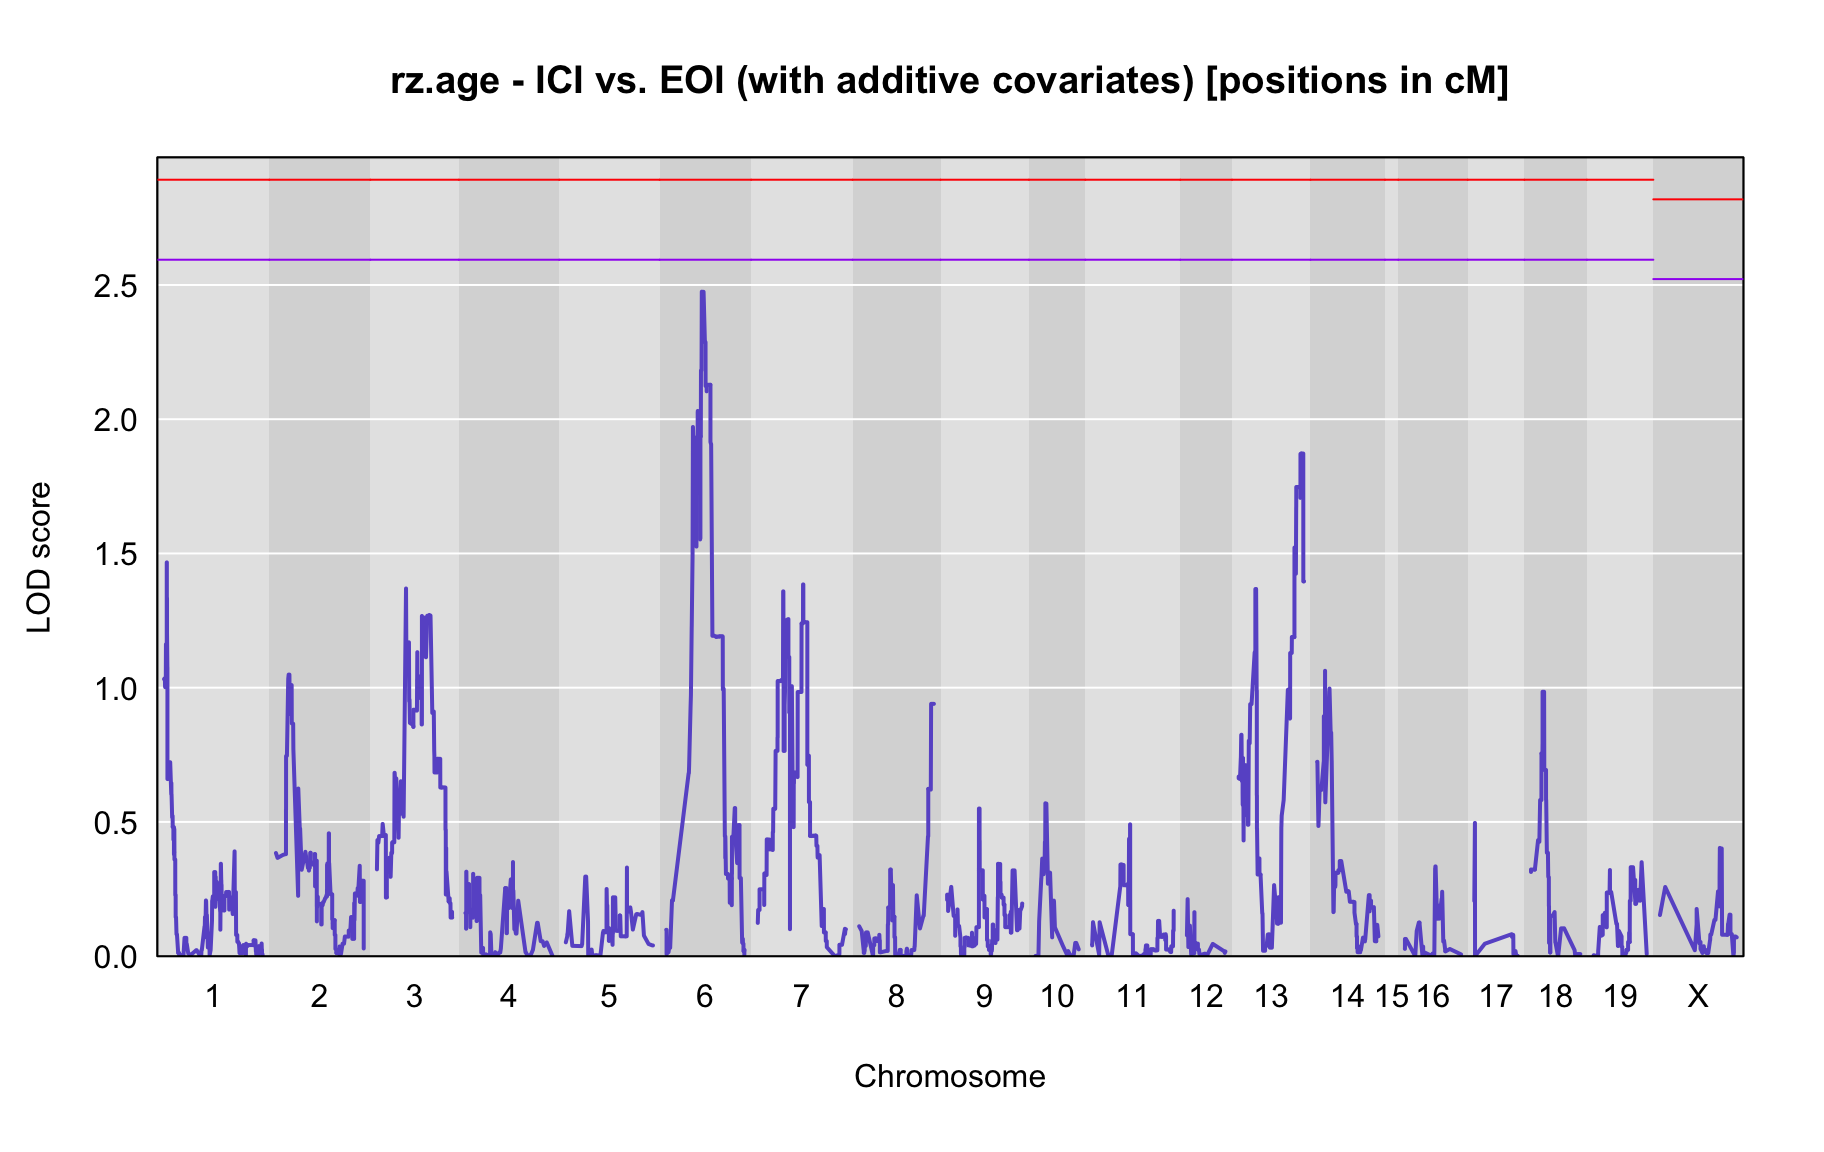 rz.age - ICI vs. EOI (with additive covariates) [positions in cM]
2.5
2.0
1.5
1.0
0.5
0.0
LOD score
1 2 3 4 5 6 7 8 9 10 11 12 13 14 15 16 17 18 19 X
Chromosome